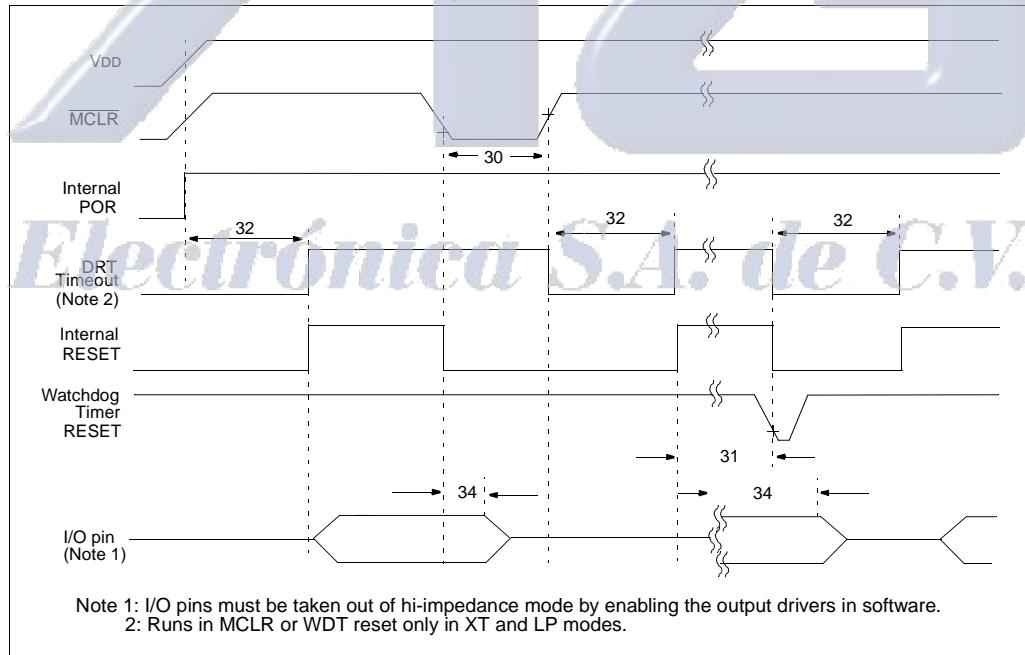 VDD
MCLR
30
Internal
POR
32
32
32
DRT
Timeout
(Note 2)
Electrónica S.A. de C.V.
Internal
RESET
Watchdog
Timer
RESET
31
34
34
I/O pin
(Note 1)
Note 1: I/O pins must be taken out of hi-impedance mode by enabling the output drivers in software.
2: Runs in MCLR or WDT reset only in XT and LP modes.